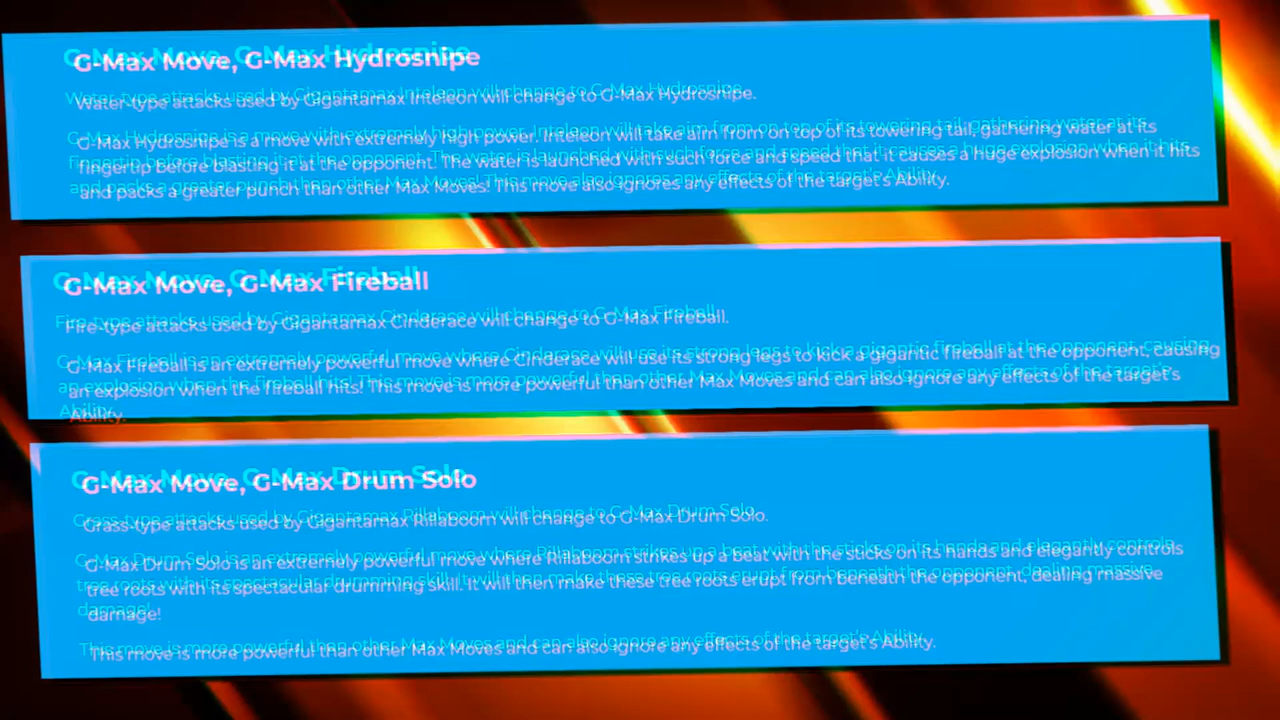 G-Max Move, G-Max Hydrosnipe
Water-type attacks used by Gigantamax Inteleon will change to G-Max Hydrosnipe.
G-Max Hydrosnipe is a move with extremely high power. Inteleon will take aim from on top of its towering tail, gathering water at its
fingertip before blasting it at the opponent. The water is launched with such force and speed that it causes a huge explosion when it hits
and packs a greater punch than other Max Moves! This move also ignores any effects of the target's Ability.
G-Max Move, G-Max Fireball
Fire-type attacks used by Gigantamax Cinderace will change to G-Max Fireball.
G-Max Fireball is an extremely powerful move where Cinderace will use its strong legs to kick a gigantic fireball at the opponent, causing
an explosion when the fireball hits! This move is more powerful than other Max Moves and can also ignore any effects of the target's
Ability.
G-Max Move, G-Max Drum Solo
Grass-type attacks used by Gigantamax Rillaboom will change to G-Max Drum Solo.
G-Max Drum Solo is an extremely powerful move where Rillaboom strikes up a beat with the sticks on its hands and elegantly controls
tree roots with its spectacular drumming skill. It will then make these tree roots erupt from beneath the opponent, dealing massive
damage!
This move is more powerful than other Max Moves and can also ignore any effects of the target's Ability.